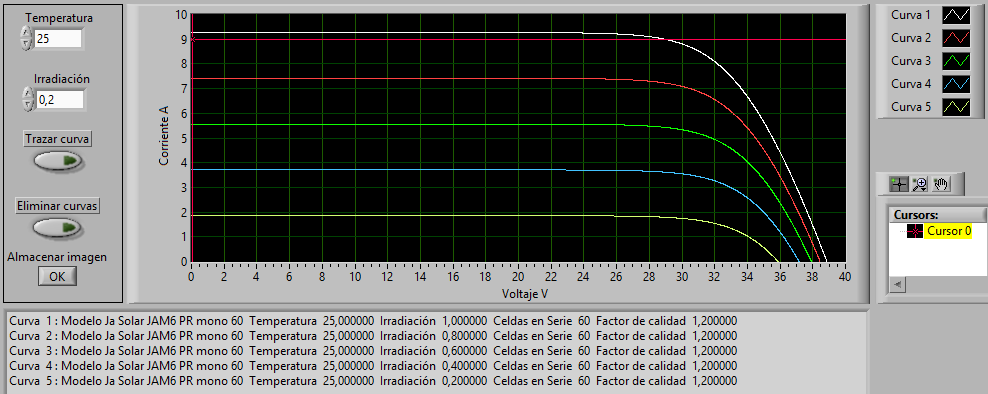 Temperatura
25
Irradiación
0,2
Trazar curva
Eliminar curvas
Almacenar imagen
OK
Corriente A
10
9
8
7
6
5
4
3
2
1
0
0 2 4 6 8 10 12 14 16 18 20 22 24 26 28 30 32 34 36 38 40
Voltaje V
Curva 1
Curva 2
Curva 3
Curva 4
Curva 5
Cursors:
Cursor 0
Curva 1 : Modelo Ja Solar JAM6 PR mono 60 Temperatura 25,000000 Irradiación 1,000000 Celdas en Serie 60 Factor de calidad 1,200000
Curva 2 : Modelo Ja Solar JAM6 PR mono 60 Temperatura 25,000000 Irradiación 0,800000 Celdas en Serie 60 Factor de calidad 1,200000
Curva 3 : Modelo Ja Solar JAM6 PR mono 60 Temperatura 25,000000 Irradiación 0,600000 Celdas en Serie 60 Factor de calidad 1,200000
Curva 4 : Modelo Ja Solar JAM6 PR mono 60 Temperatura 25,000000 Irradiación 0,400000 Celdas en Serie 60 Factor de calidad 1,200000
Curva 5 : Modelo Ja Solar JAM6 PR mono 60 Temperatura 25,000000 Irradiación 0,200000 Celdas en Serie 60 Factor de calidad 1,200000